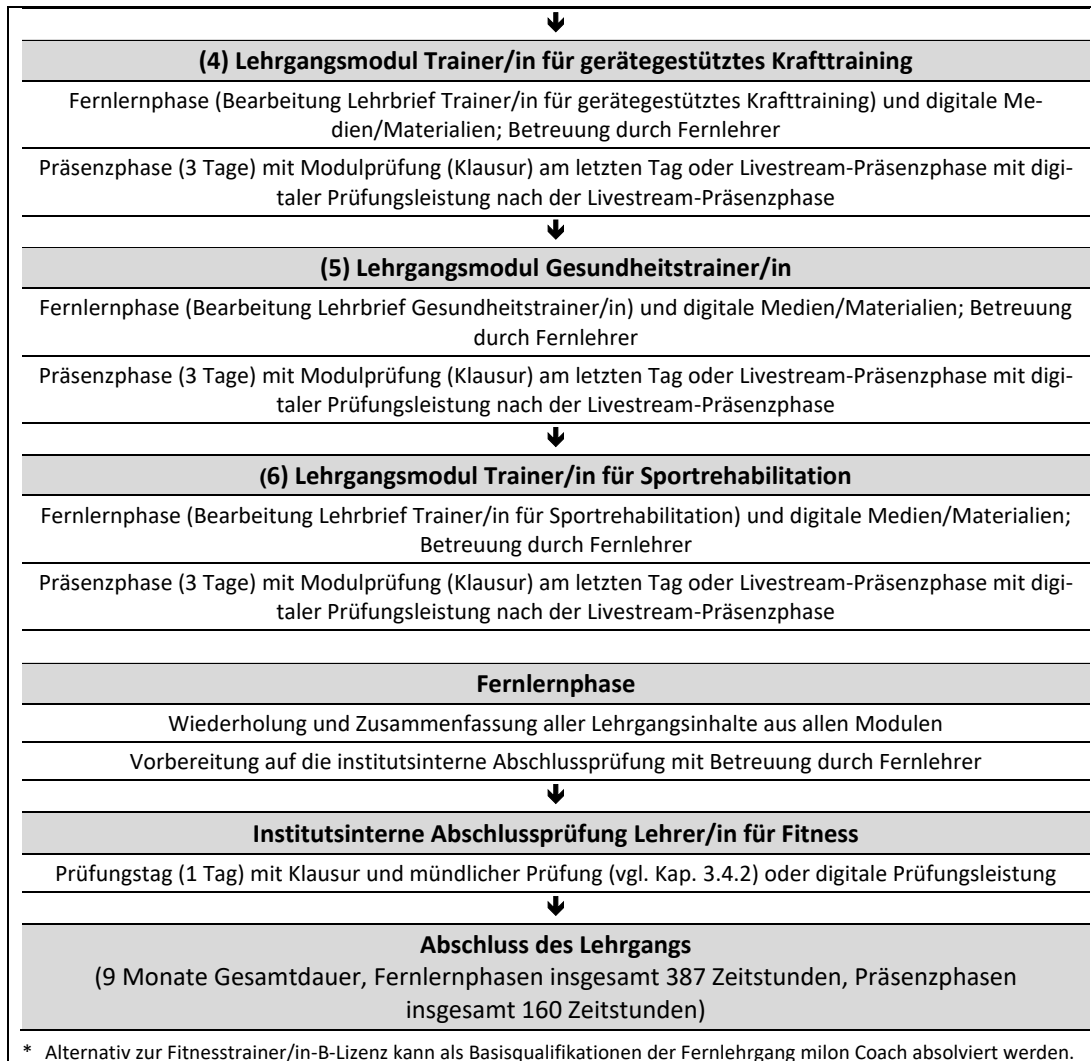 (4) Lehrgangsmodul Trainer/in für gerätegestütztes Krafttraining
Fernlernphase (Bearbeitung Lehrbrief Trainer/in für gerätegestütztes Krafttraining) und digitale Me-
dien/Materialien; Betreuung durch Fernlehrer
Präsenzphase (3 Tage) mit Modulprüfung (Klausur) am letzten Tag oder Livestream-Präsenzphase mit digi-
taler Prüfungsleistung nach der Livestream-Präsenzphase
(5) Lehrgangsmodul Gesundheitstrainer/in
Fernlernphase (Bearbeitung Lehrbrief Gesundheitstrainer/in) und digitale Medien/Materialien; Betreuung
durch Fernlehrer
Präsenzphase (3 Tage) mit Modulprüfung (Klausur) am letzten Tag oder Livestream-Präsenzphase mit digi-
taler Prüfungsleistung nach der Livestream-Präsenzphase
(6) Lehrgangsmodul Trainer/in für Sportrehabilitation
Fernlernphase (Bearbeitung Lehrbrief Trainer/in für Sportrehabilitation) und digitale Medien/Materialien;
Betreuung durch Fernlehrer
Präsenzphase (3 Tage) mit Modulprüfung (Klausur) am letzten Tag oder Livestream-Präsenzphase mit digi-
taler Prüfungsleistung nach der Livestream-Präsenzphase
Fernlernphase
Wiederholung und Zusammenfassung aller Lehrgangsinhalte aus allen Modulen
Vorbereitung auf die institutsinterne Abschlussprüfung mit Betreuung durch Fernlehrer
Institutsinterne Abschlussprüfung Lehrer/in für Fitness
Prüfungstag (1 Tag) mit Klausur und mündlicher Prüfung (vgl. Kap. 3.4.2) oder digitale Prüfungsleistung
Abschluss des Lehrgangs
(9 Monate Gesamtdauer, Fernlernphasen insgesamt 387 Zeitstunden, Präsenzphasen
insgesamt 160 Zeitstunden)
* Alternativ zur Fitnesstrainer/in-B-Lizenz kann als Basisqualifikationen der Fernlehrgang milon Coach absolviert werden.